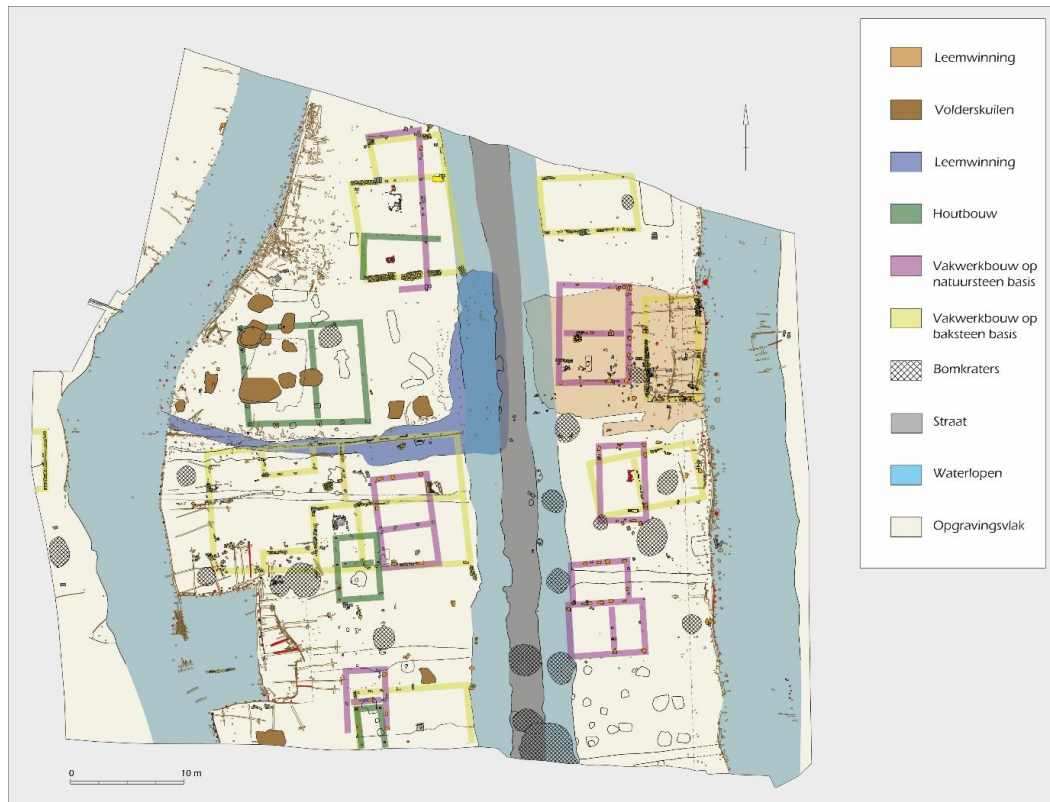 Leemwinning
Volderskuilen
Leemwinning
Houtbouw
Vakwerkbouw op
natuursteen basis
Vakwerkbouw op
baksteen basis
Bomkraters
Straat
Waterlopen
Opgravingsvlak
0 10 m